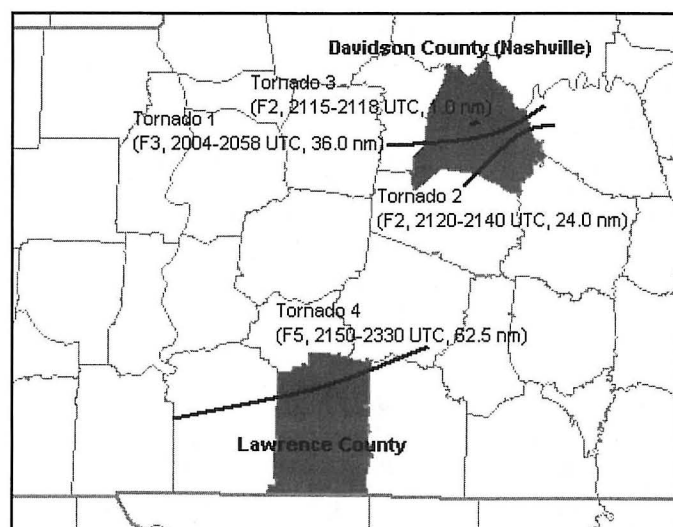 Davidson County (Nashville)
Tornado 3
(F2, 2115-2118 UTC, 1.0 nm)
Tornado 1
(F3, 2004-2058 UTC, 36.0 nm)
Tornado 2
(F2, 2120-2140 UTC, 24.0 nm)
Tornado 4
(F5, 2150-2330 UTC, 62.5 nm)
Lawrence County